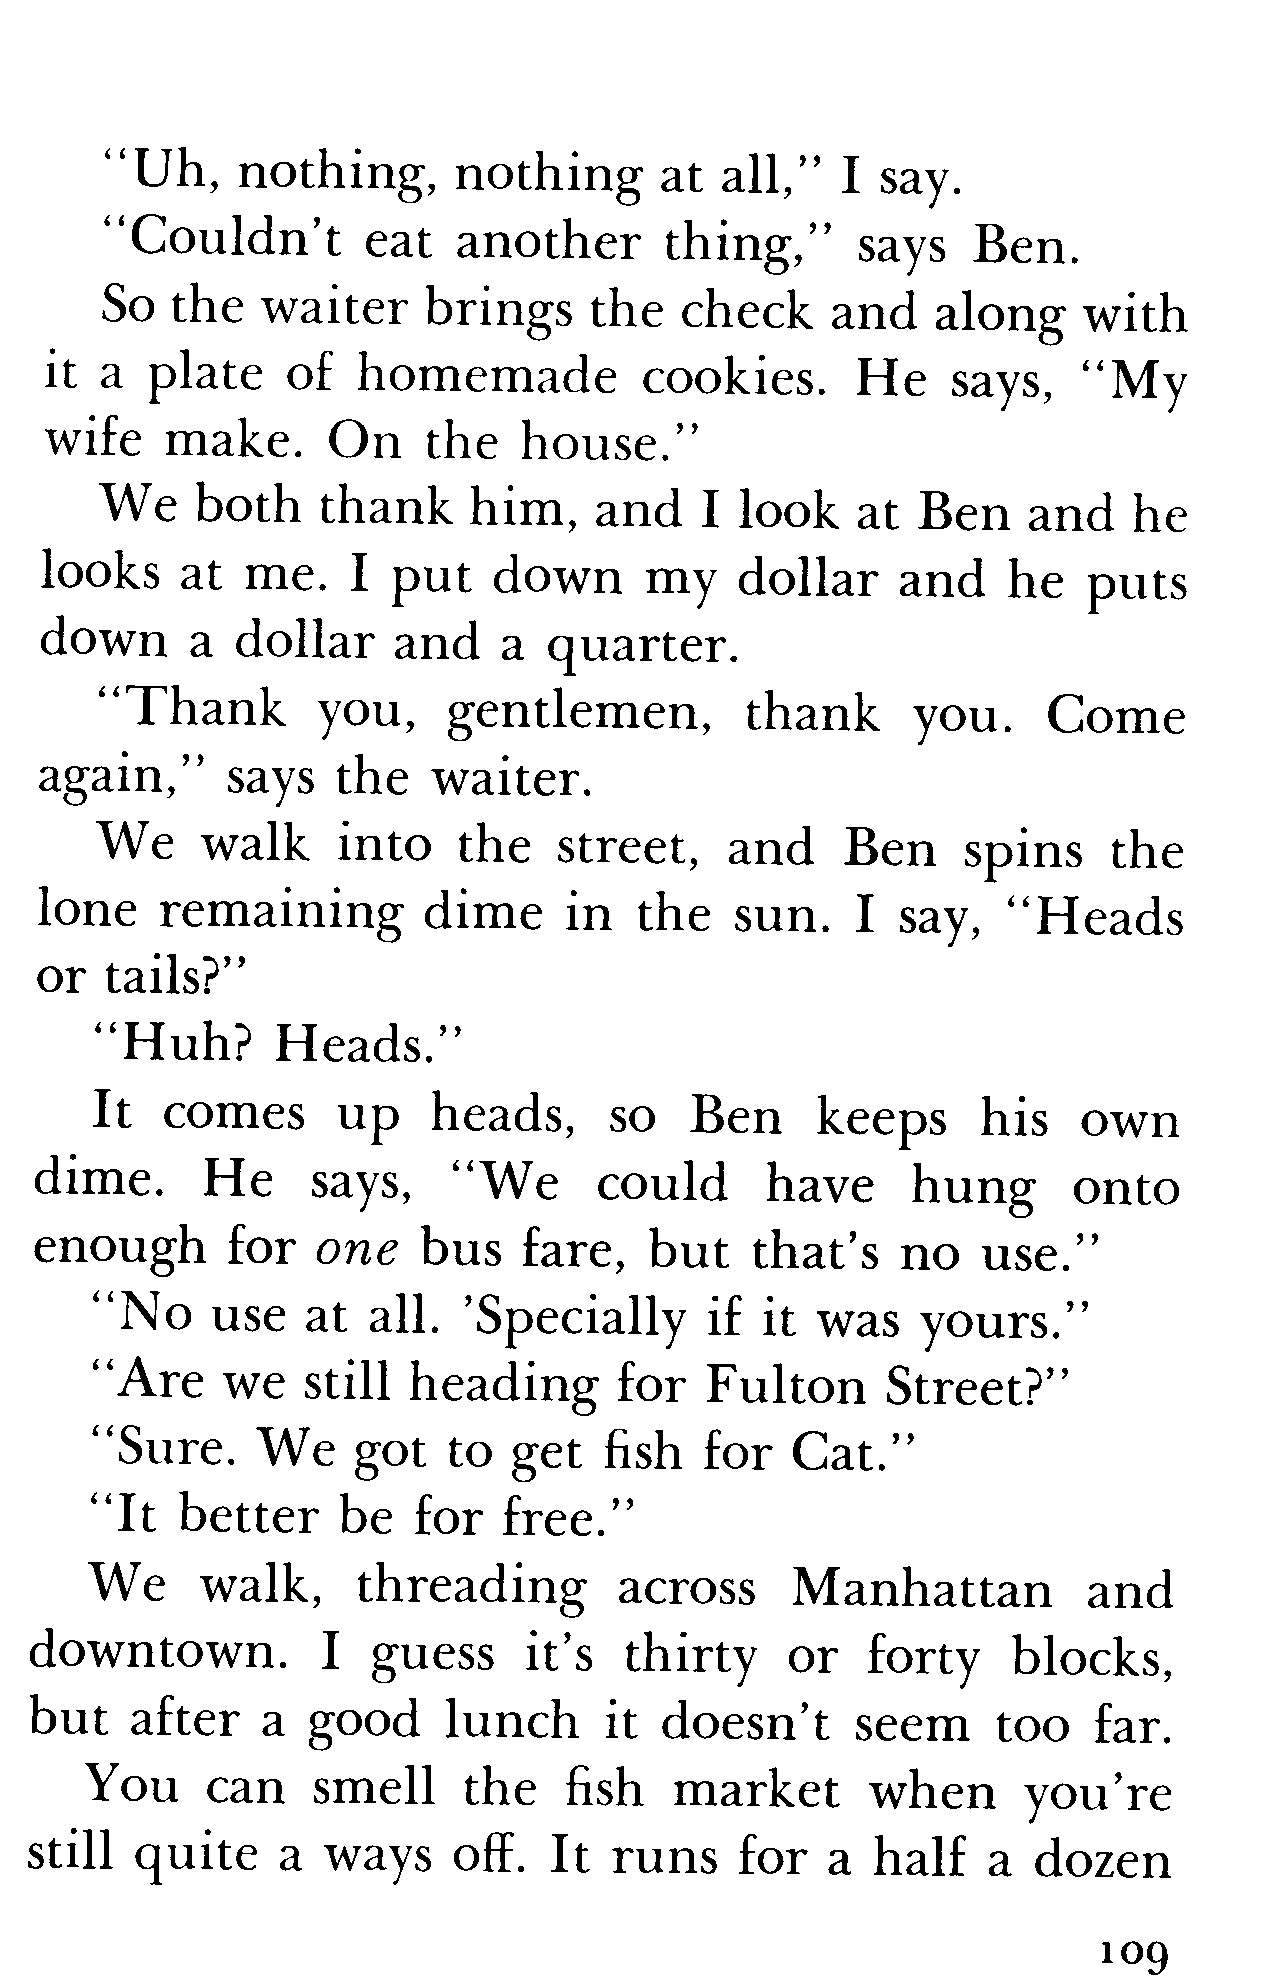 “Uh, nothing, nothing at all,” I say.
“Couldn’t eat another thing,” says Ben.
So the waiter brings the check and along with
it a plate of homemade cookies. He says, “My
wife make. On the house.”
We both thank him, and I look at Ben and he
looks at me. I put down my dollar and he puts
down a dollar and a quarter.
“Thank you, gentlemen, thank you. Come
again,” says the waiter.
We walk into the street, and Ben spins the
lone remaining dime in the sun. I say, “Heads
or tails?”
“Huh? Heads.”
It comes up heads, so Ben keeps his own
dime. He says, “We could have hung onto
enough for one bus fare, but that’s no use.”
“No use at all. ’Specially if it was yours.”
“Are we still heading for Fulton Street?”
“Sure. We got to get fish for Cat.”
“It better be for free.”
We walk, threading across Manhattan and
downtown. I guess it’s thirty or forty blocks,
but after a good lunch it doesn’t seem too far.
You can smell the fish market when you’re
still quite a ways off. It runs for a half a dozen
109